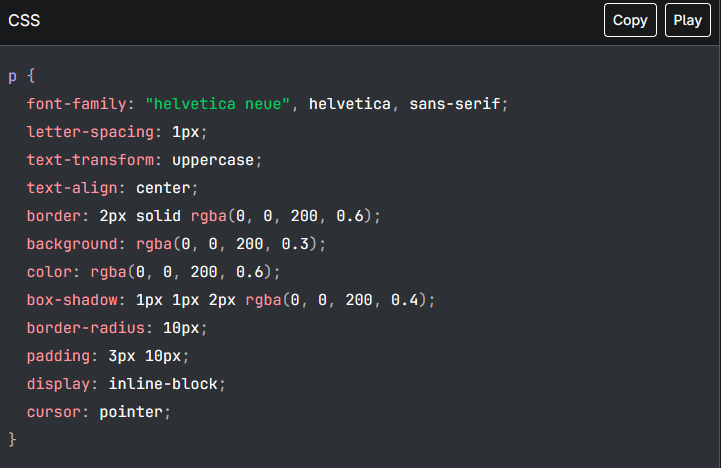 CSS
Copy
Play
p {
  font-family: "helvetica neue", helvetica, sans-serif;
  letter-spacing: 1px;
  text-transform: uppercase;
  text-align: center;
  border: 2px solid rgba(0, 0, 200, 0.6);
  background: rgba(0, 0, 200, 0.3);
  color: rgba(0, 0, 200, 0.6);
  box-shadow: 1px 1px 2px rgba(0, 0, 200, 0.4);
  border-radius: 10px;
  padding: 3px 10px;
  display: inline-block;
  cursor: pointer;
}